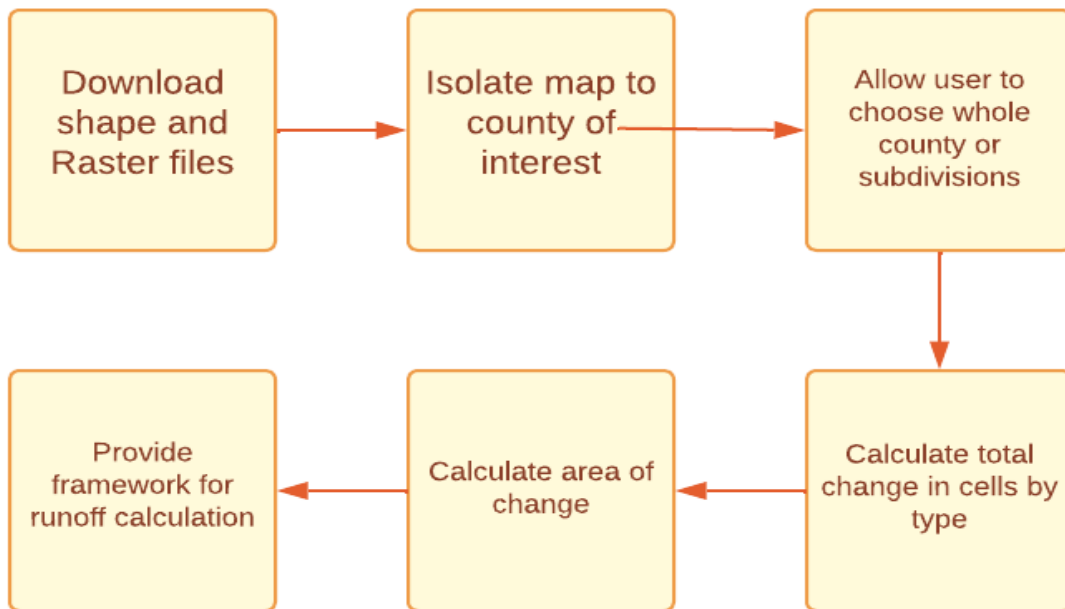 Download
shape and
Raster files
Isolate map to
county of
interest
Allow user to
choose whole
county or
subdivisions
Calculate total
change in cells by
type
Calculate area of
change
Provide
framework for
runoff calculation